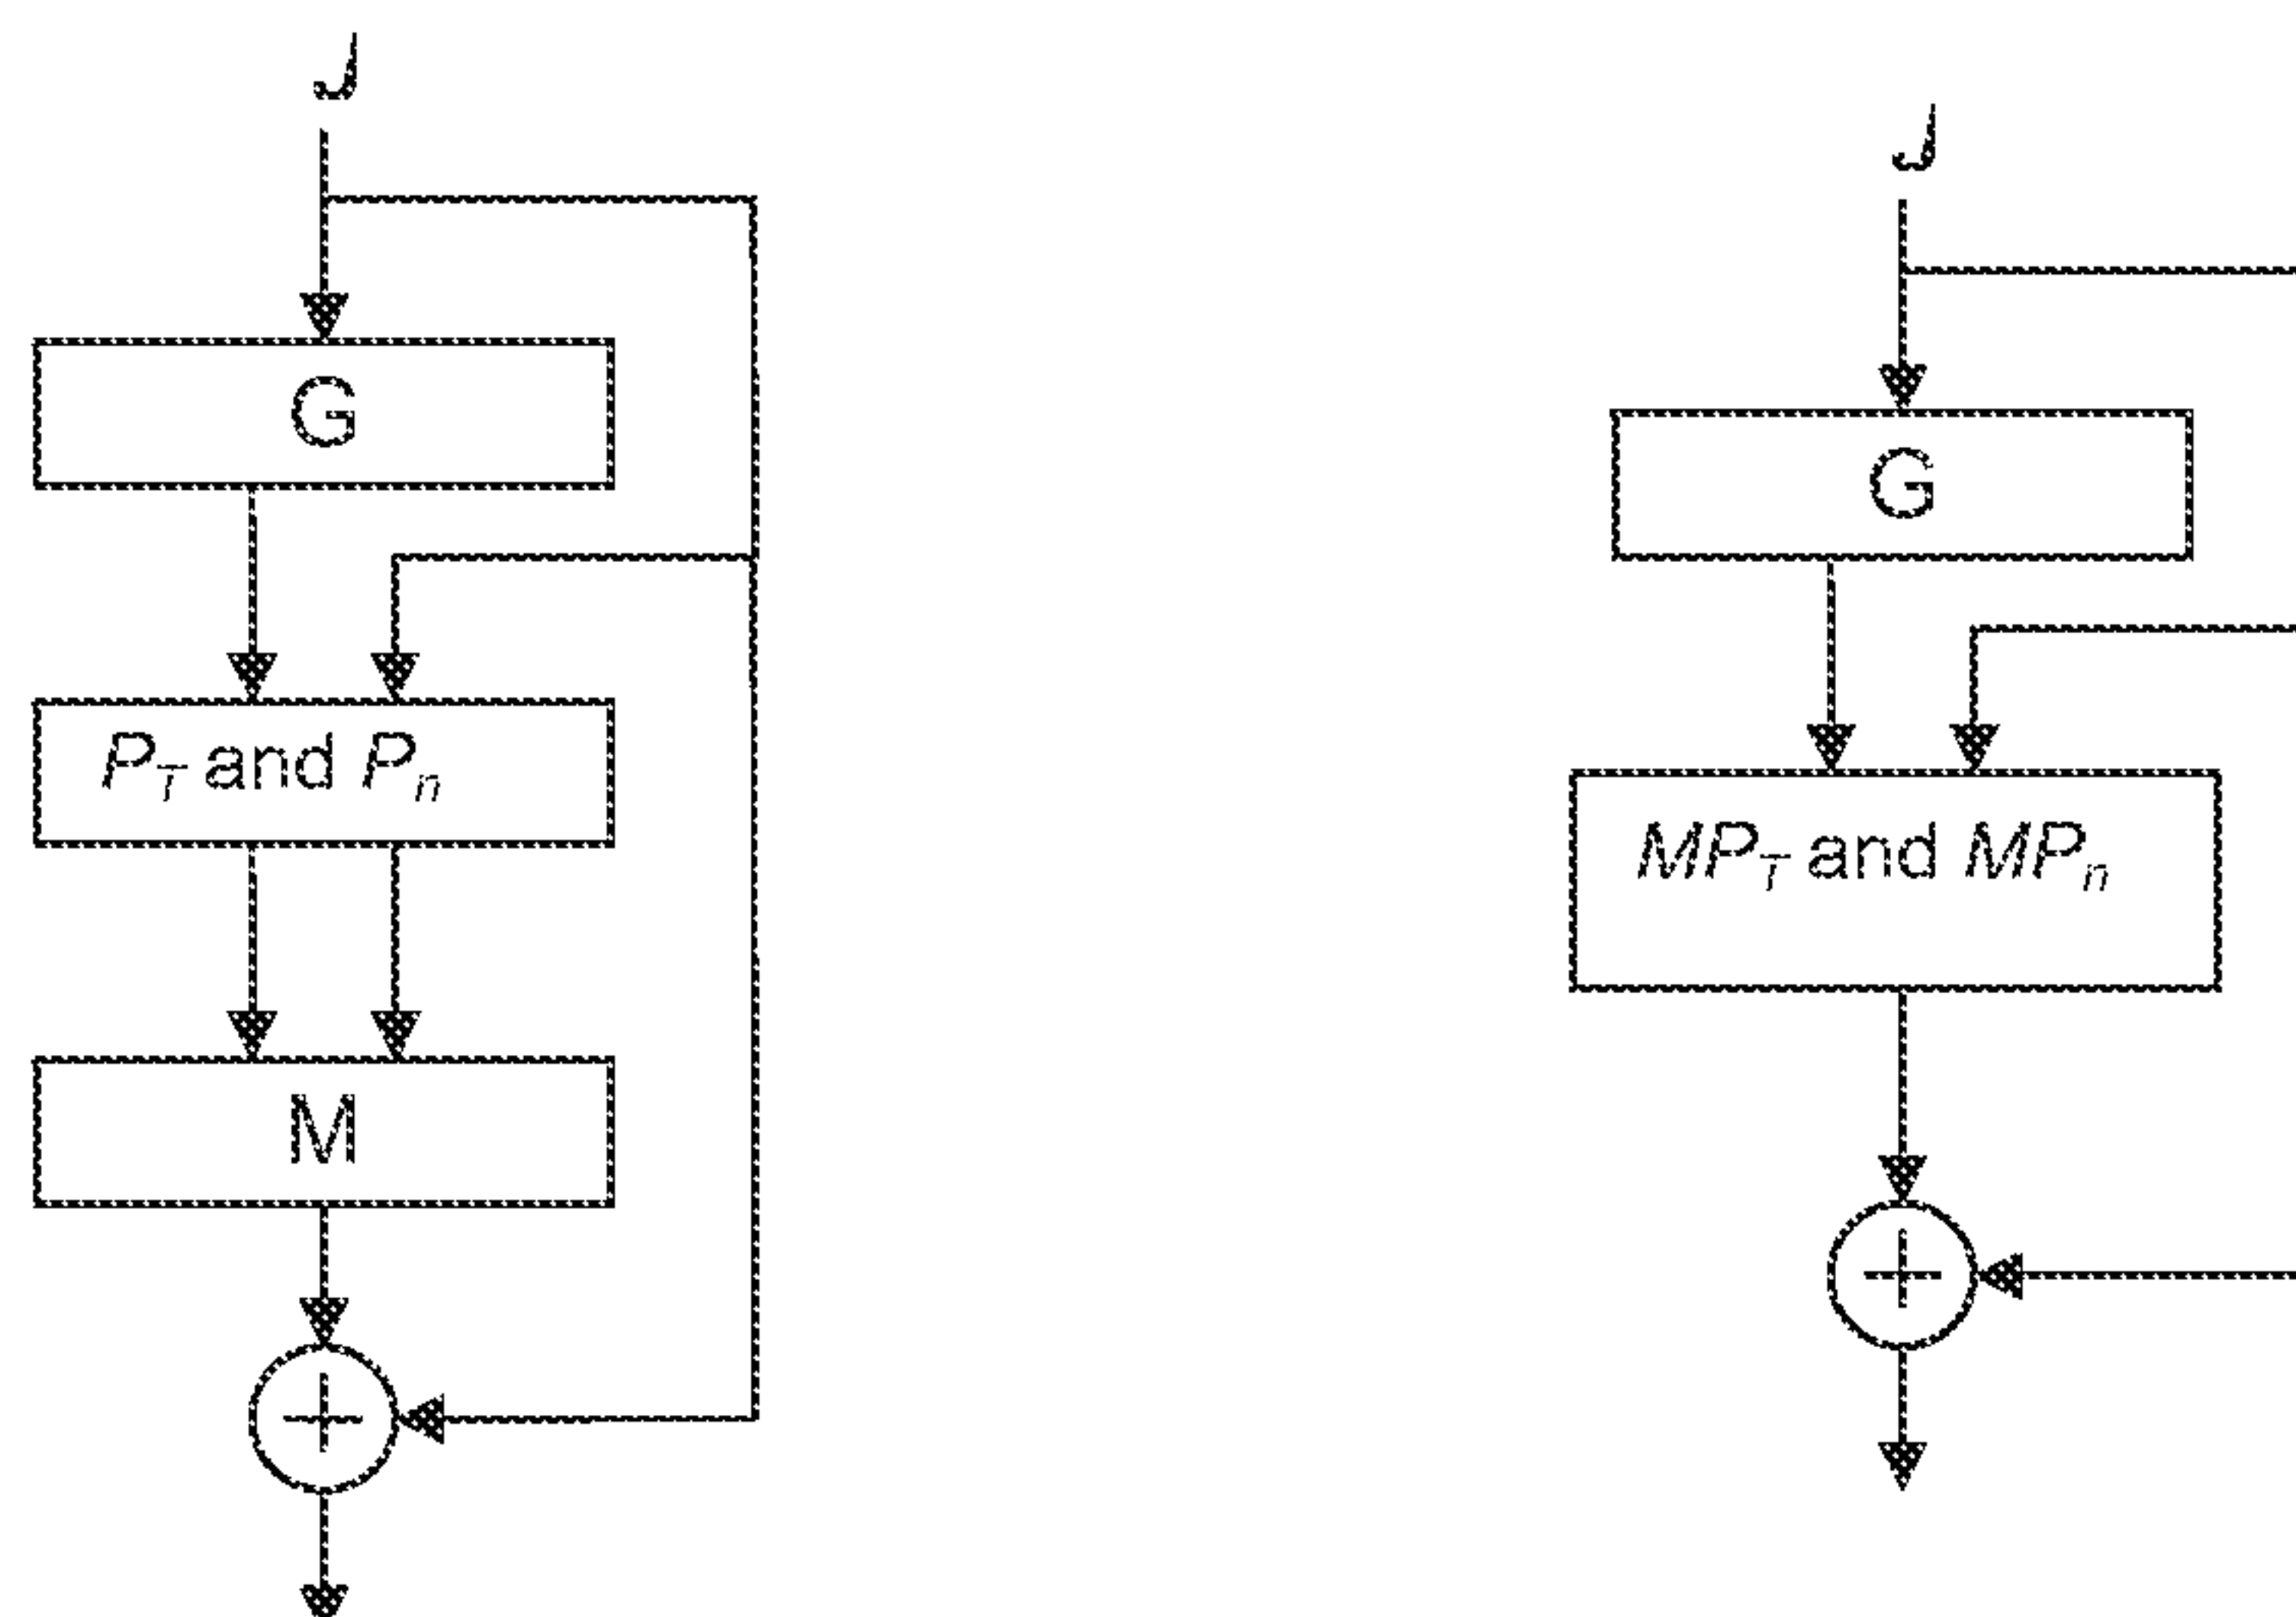 J
G
P_T and P_n
M
+
J
G
MP_T and MP_n
+